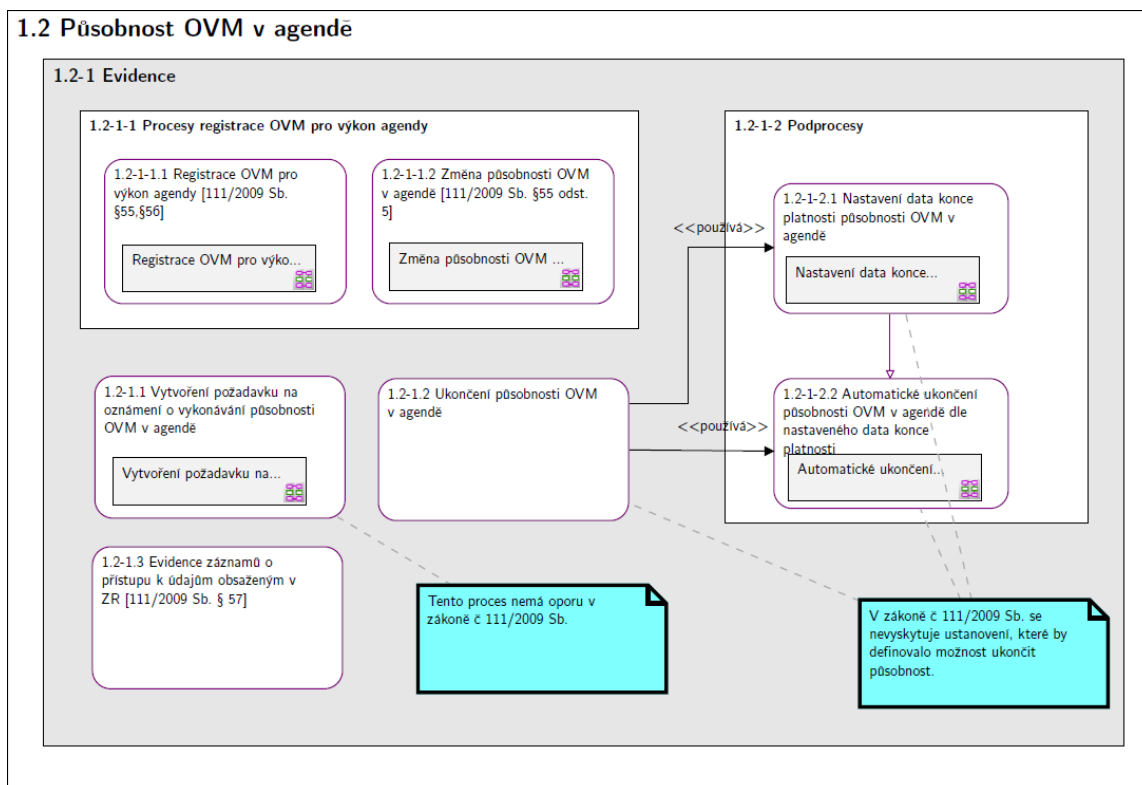 1.2 Působnost OVM v agendě
1.2-1 Evidence
1.2-1-1 Procesy registrace OVM pro výkon agendy
1.2-1-1.1 Registrace OVM pro
výkon agendy [111/2009 Sb.
§55,§56]
Registrace OVM pro výko...
1.2-1-1.2 Změna působnosti OVM
v agendě [111/2009 Sb. §55 odst.
5]
Změna působnosti OVM ...
1.2-1-2 Podprocesy
1.2-1-2.1 Nastavení data konce
platnosti působnosti OVM v
agendě
Nastavení data konce...
<<používá>>
1.2-1.1 Vytvoření požadavku na
oznámení o vykonávání působnosti
OVM v agendě
Vytvoření požadavku na...
1.2-1.2 Ukončení působnosti OVM
v agendě
<<používá>>
1.2-1-2.2 Automatické ukončení
působnosti OVM v agendě dle
nastaveného data konce
platnosti
Automatické ukončení...
1.2-1.3 Evidence záznamů o
přístupu k údajům obsaženým v
ZR [111/2009 Sb. § 57]
Tento proces nemá oporu v
zákoně č 111/2009 Sb.
V zákoně č 111/2009 Sb. se
nevyskytuje ustanovení, které by
definovalo možnost ukončit
působnost.